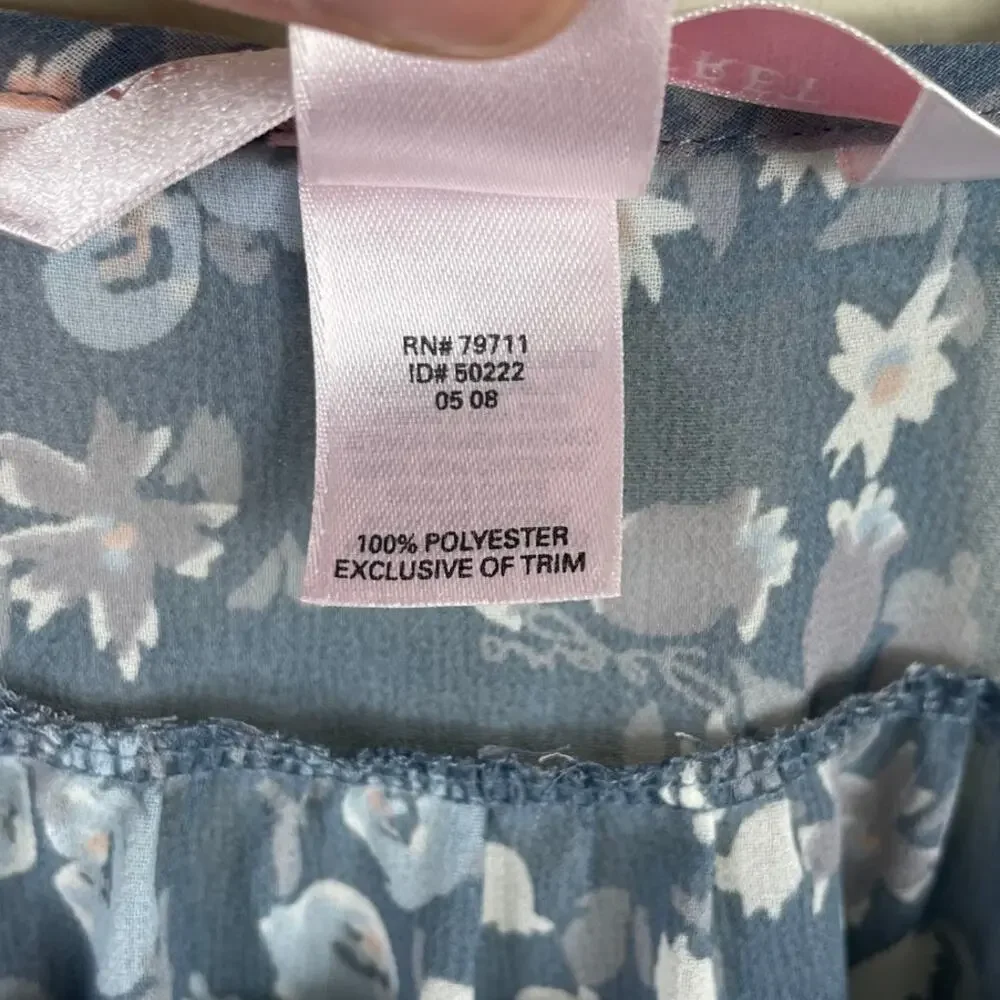 RN# 79711
ID# 50222
05 08
100% POLYESTER
EXCLUSIVE OF TRIM